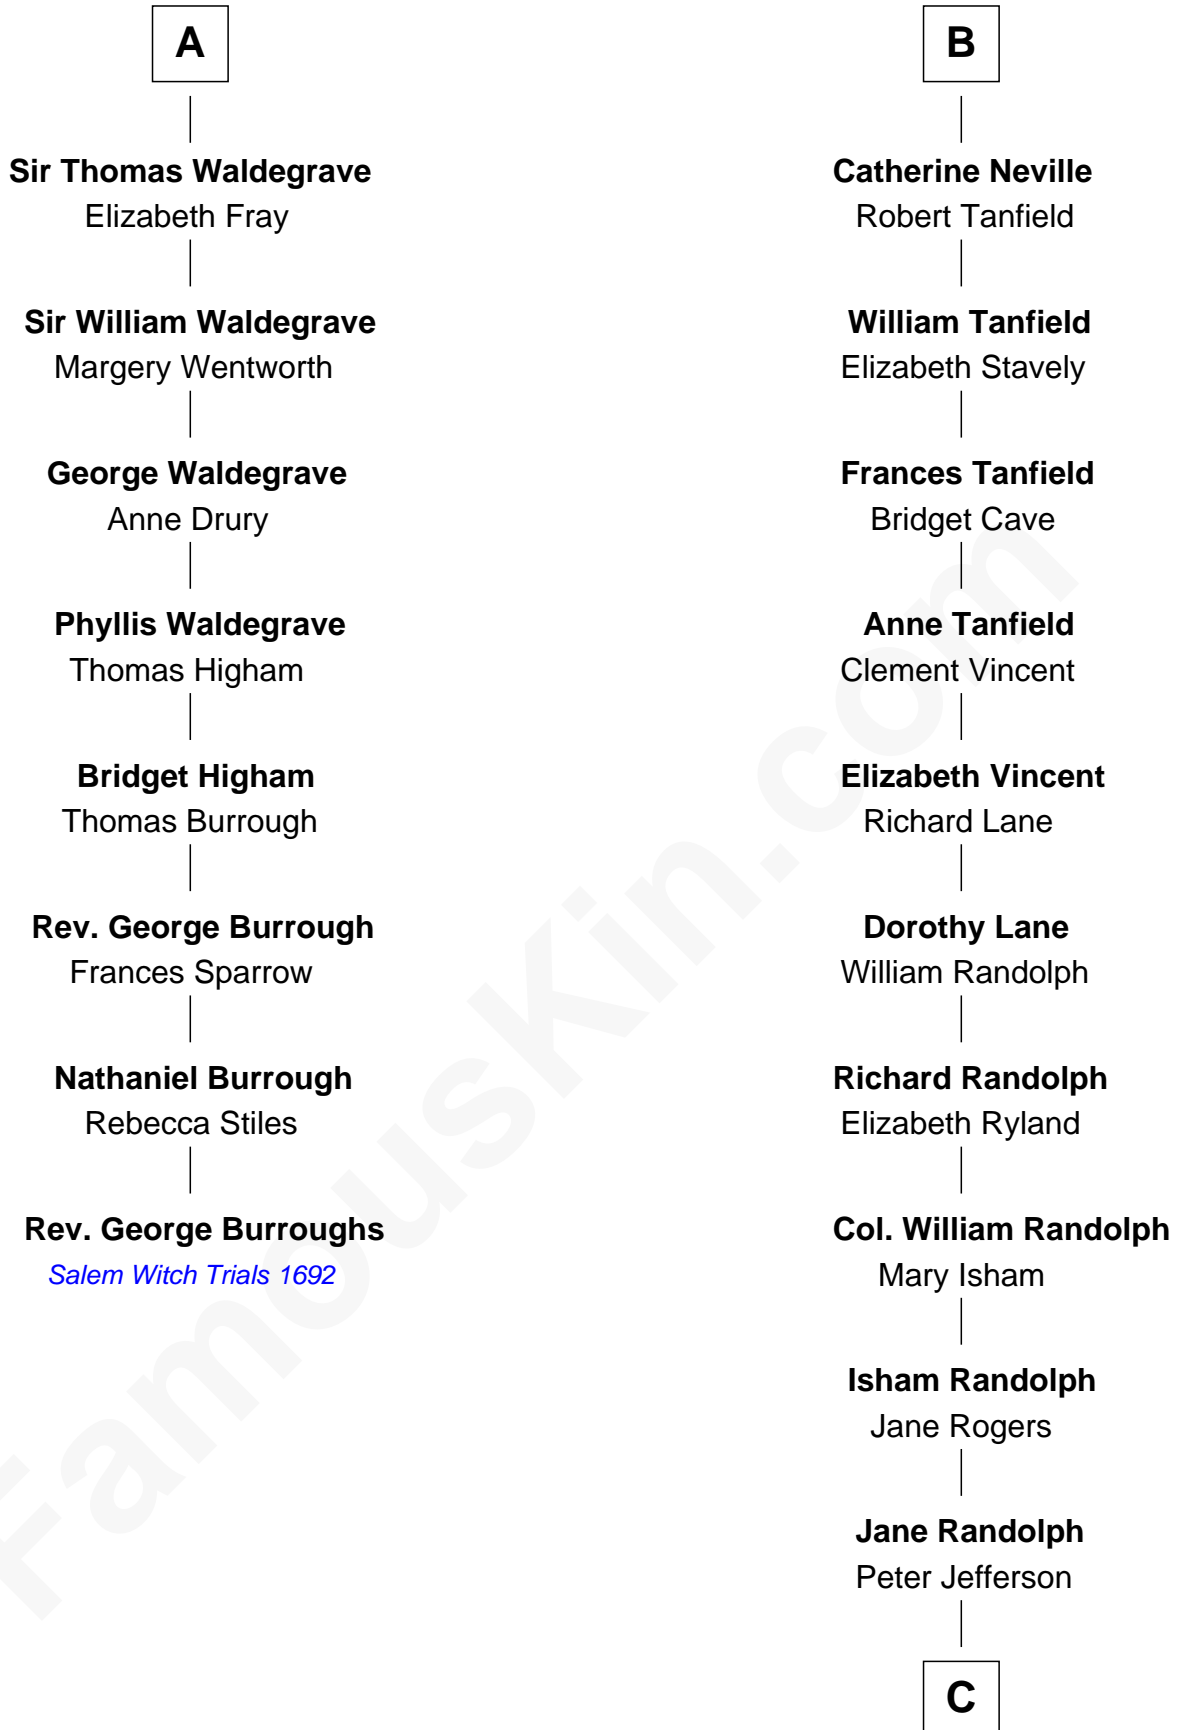 A
Sir Thomas Waldegrave
Elizabeth Fray
Sir William Waldegrave
Margery Wentworth
George Waldegrave
Anne Drury
Phyllis Waldegrave
Thomas Higham
Bridget Higham
Thomas Burrough
Rev. George Burrough
Frances Sparrow
Nathaniel Burrough
Rebecca Stiles
Rev. George Burroughs
Salem Witch Trials 1692
B
Catherine Neville
Robert Tanfield
William Tanfield
Elizabeth Stavely
Frances Tanfield
Bridget Cave
Anne Tanfield
Clement Vincent
Elizabeth Vincent
Richard Lane
Dorothy Lane
William Randolph
Richard Randolph
Elizabeth Ryland
Col. William Randolph
Mary Isham
Isham Randolph
Jane Rogers
Jane Randolph
Peter Jefferson
C
FamousKin.com